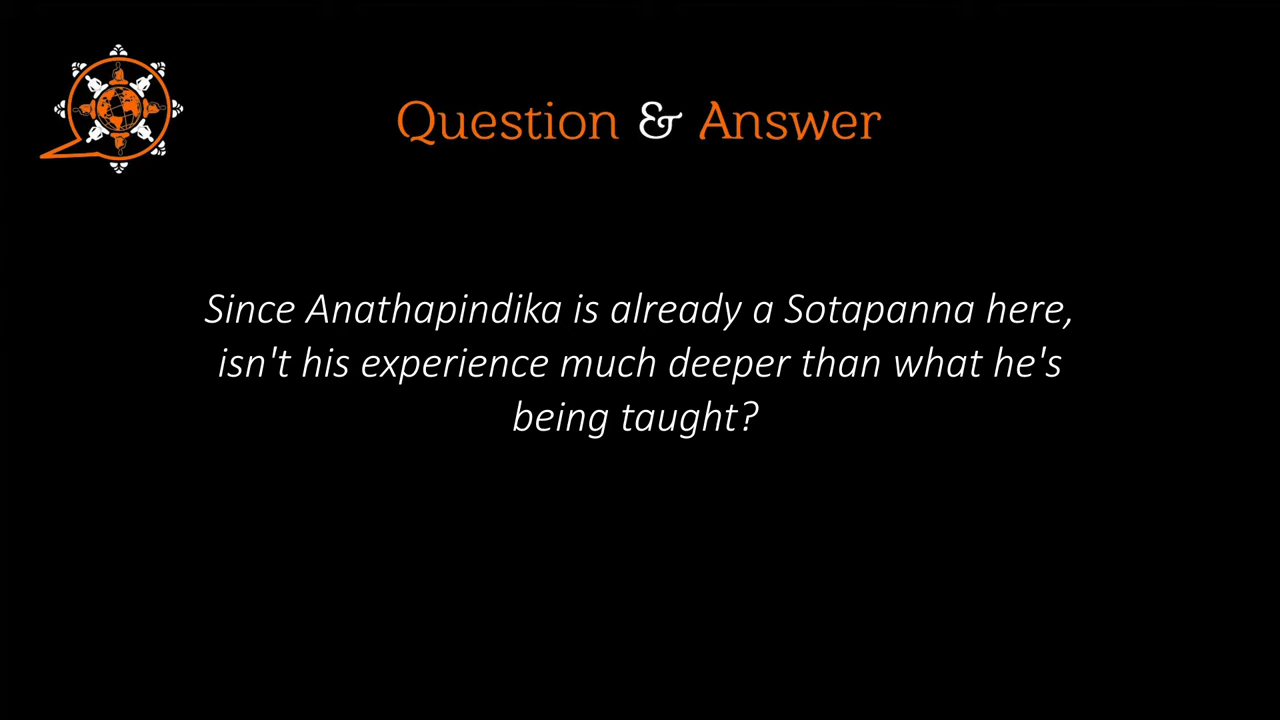 Question & Answer
Since Anathapindika is already a Sotapanna here,
isn't his experience much deeper than what he's
being taught?